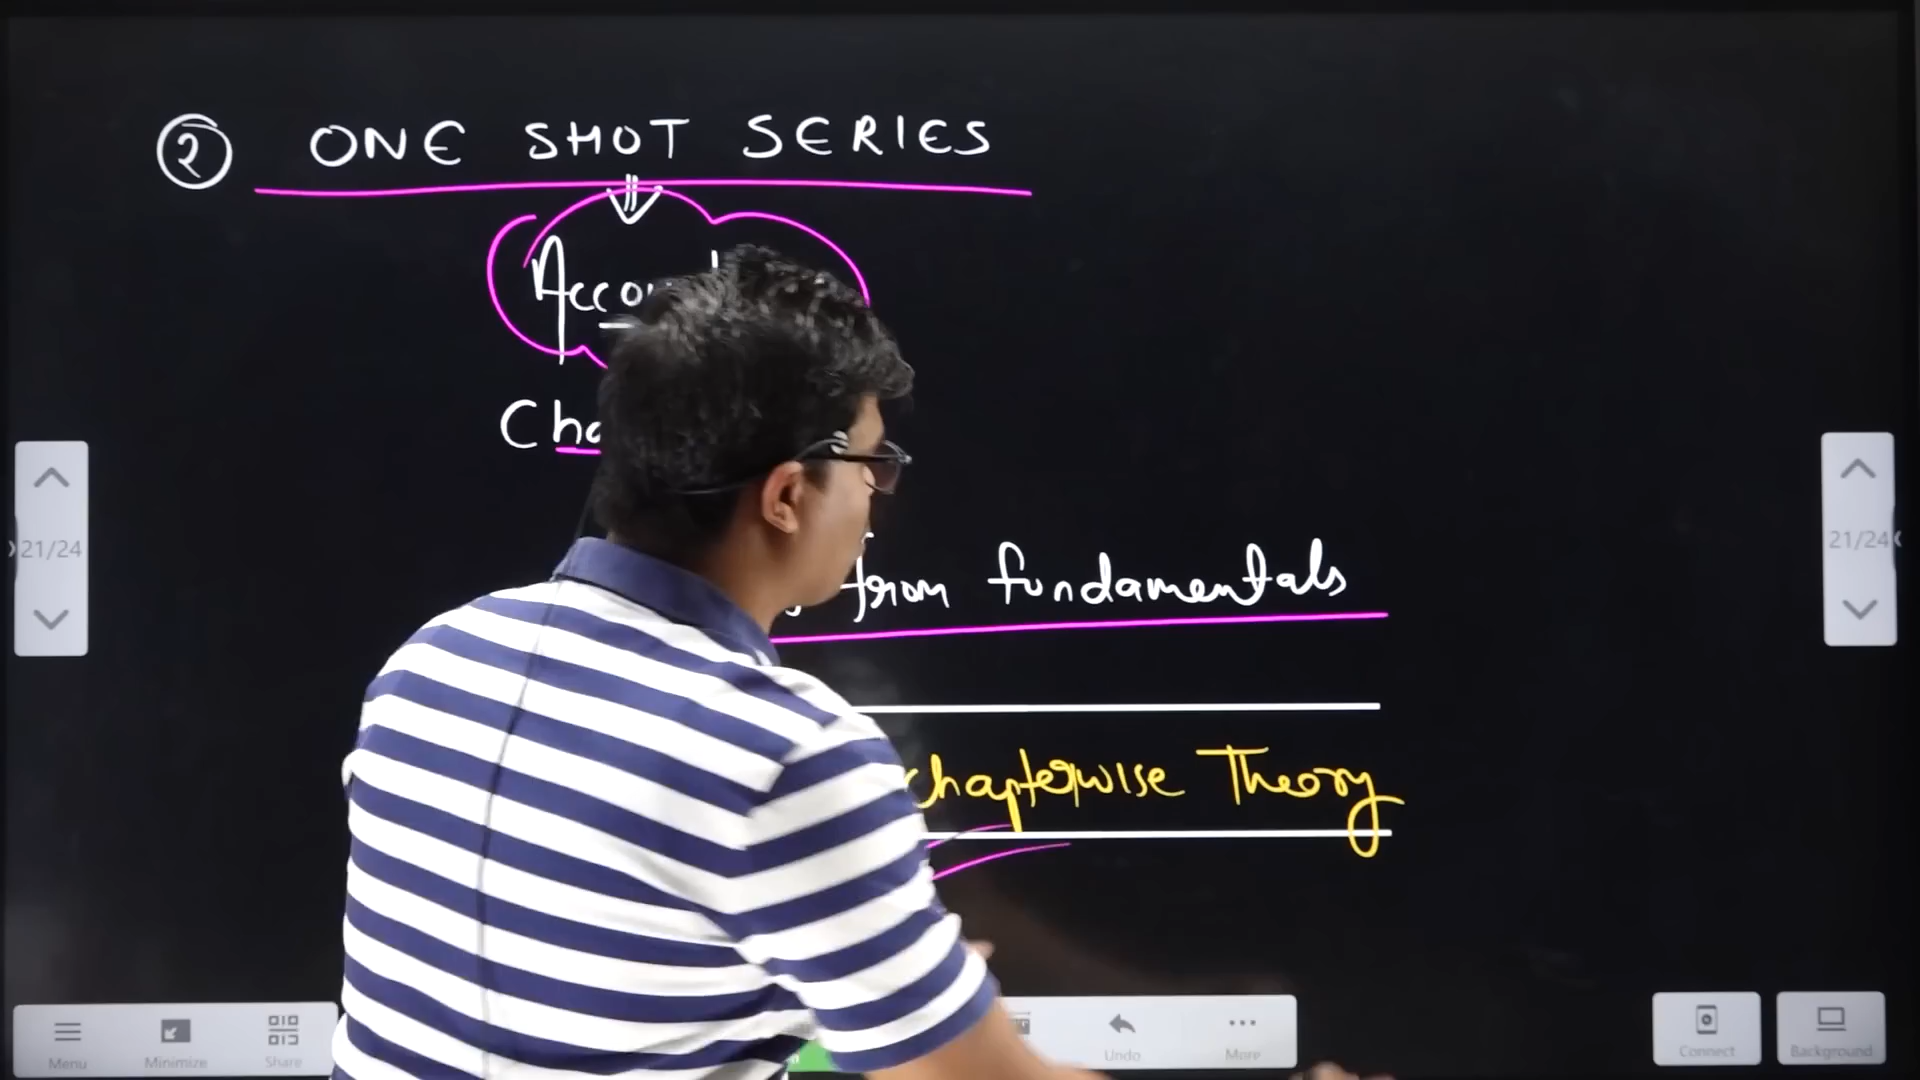 2 ONE SHOT SERIES
from fundamentals
Chapterwise Theory
21/24
21/24
Menu
Minimize
Share
Undo
More
Connect
Background